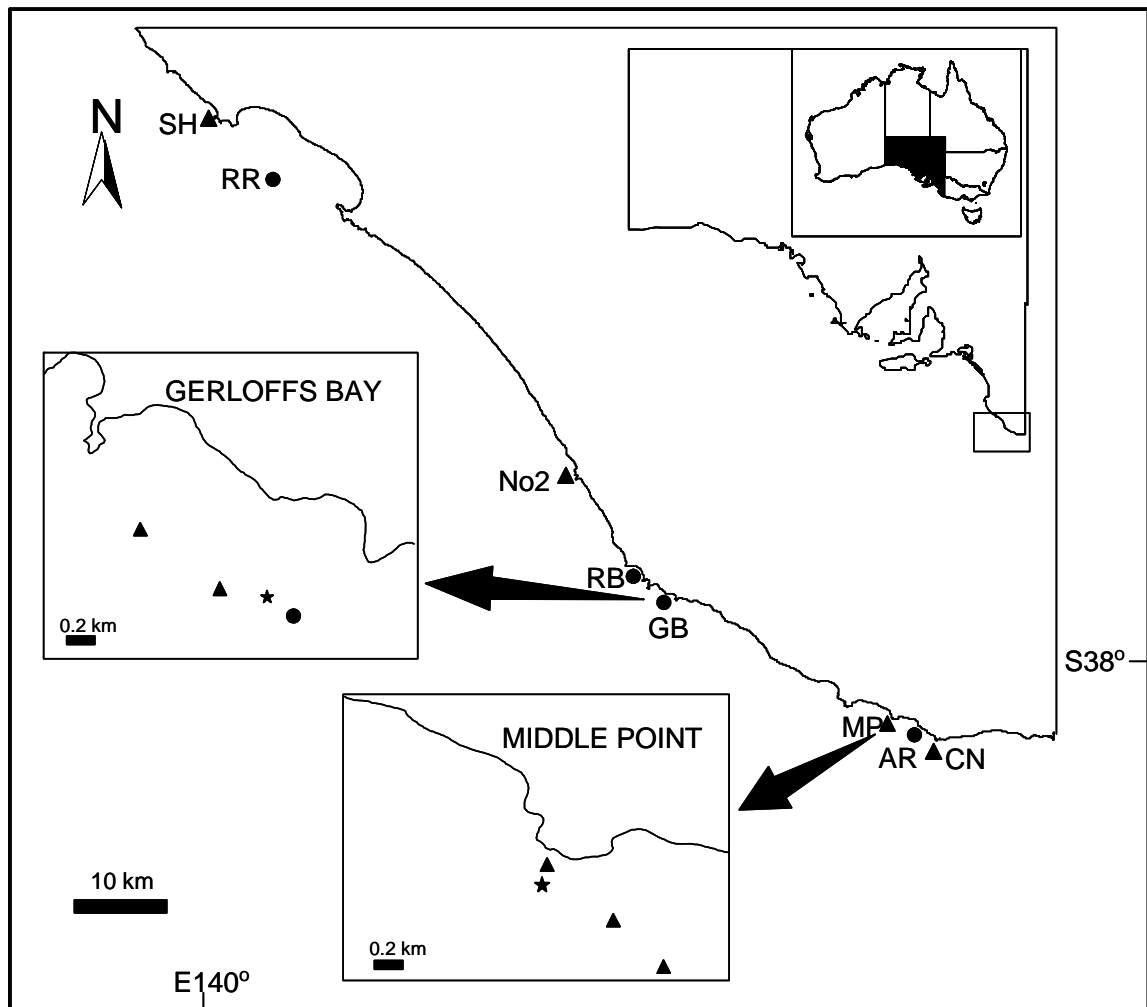 N
SH
RR
GERLOFFS BAY
No2
RB
GB
0.2 km
S38º
MP
AR
CN
MIDDLE POINT
10 km
0.2 km
E140º